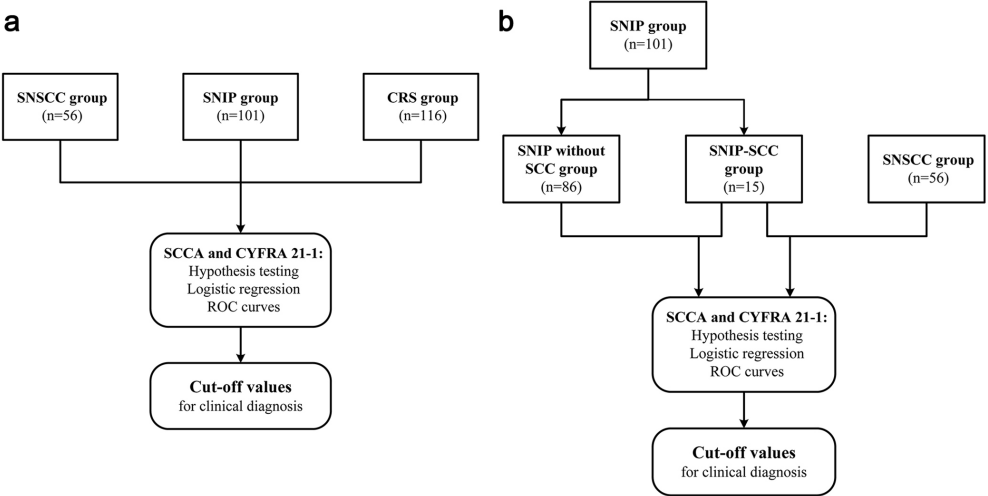 a
SNSCC group
(n=56)
SNIP group
(n=101)
CRS group
(n=116)
SCCA and CYFRA 21-1:
Hypothesis testing
Logistic regression
ROC curves
Cut-off values
for clinical diagnosis
b
SNIP group
(n=101)
SNIP without
SCC group
(n=86)
SNIP-SCC
group
(n=15)
SNSCC group
(n=56)
SCCA and CYFRA 21-1:
Hypothesis testing
Logistic regression
ROC curves
Cut-off values
for clinical diagnosis